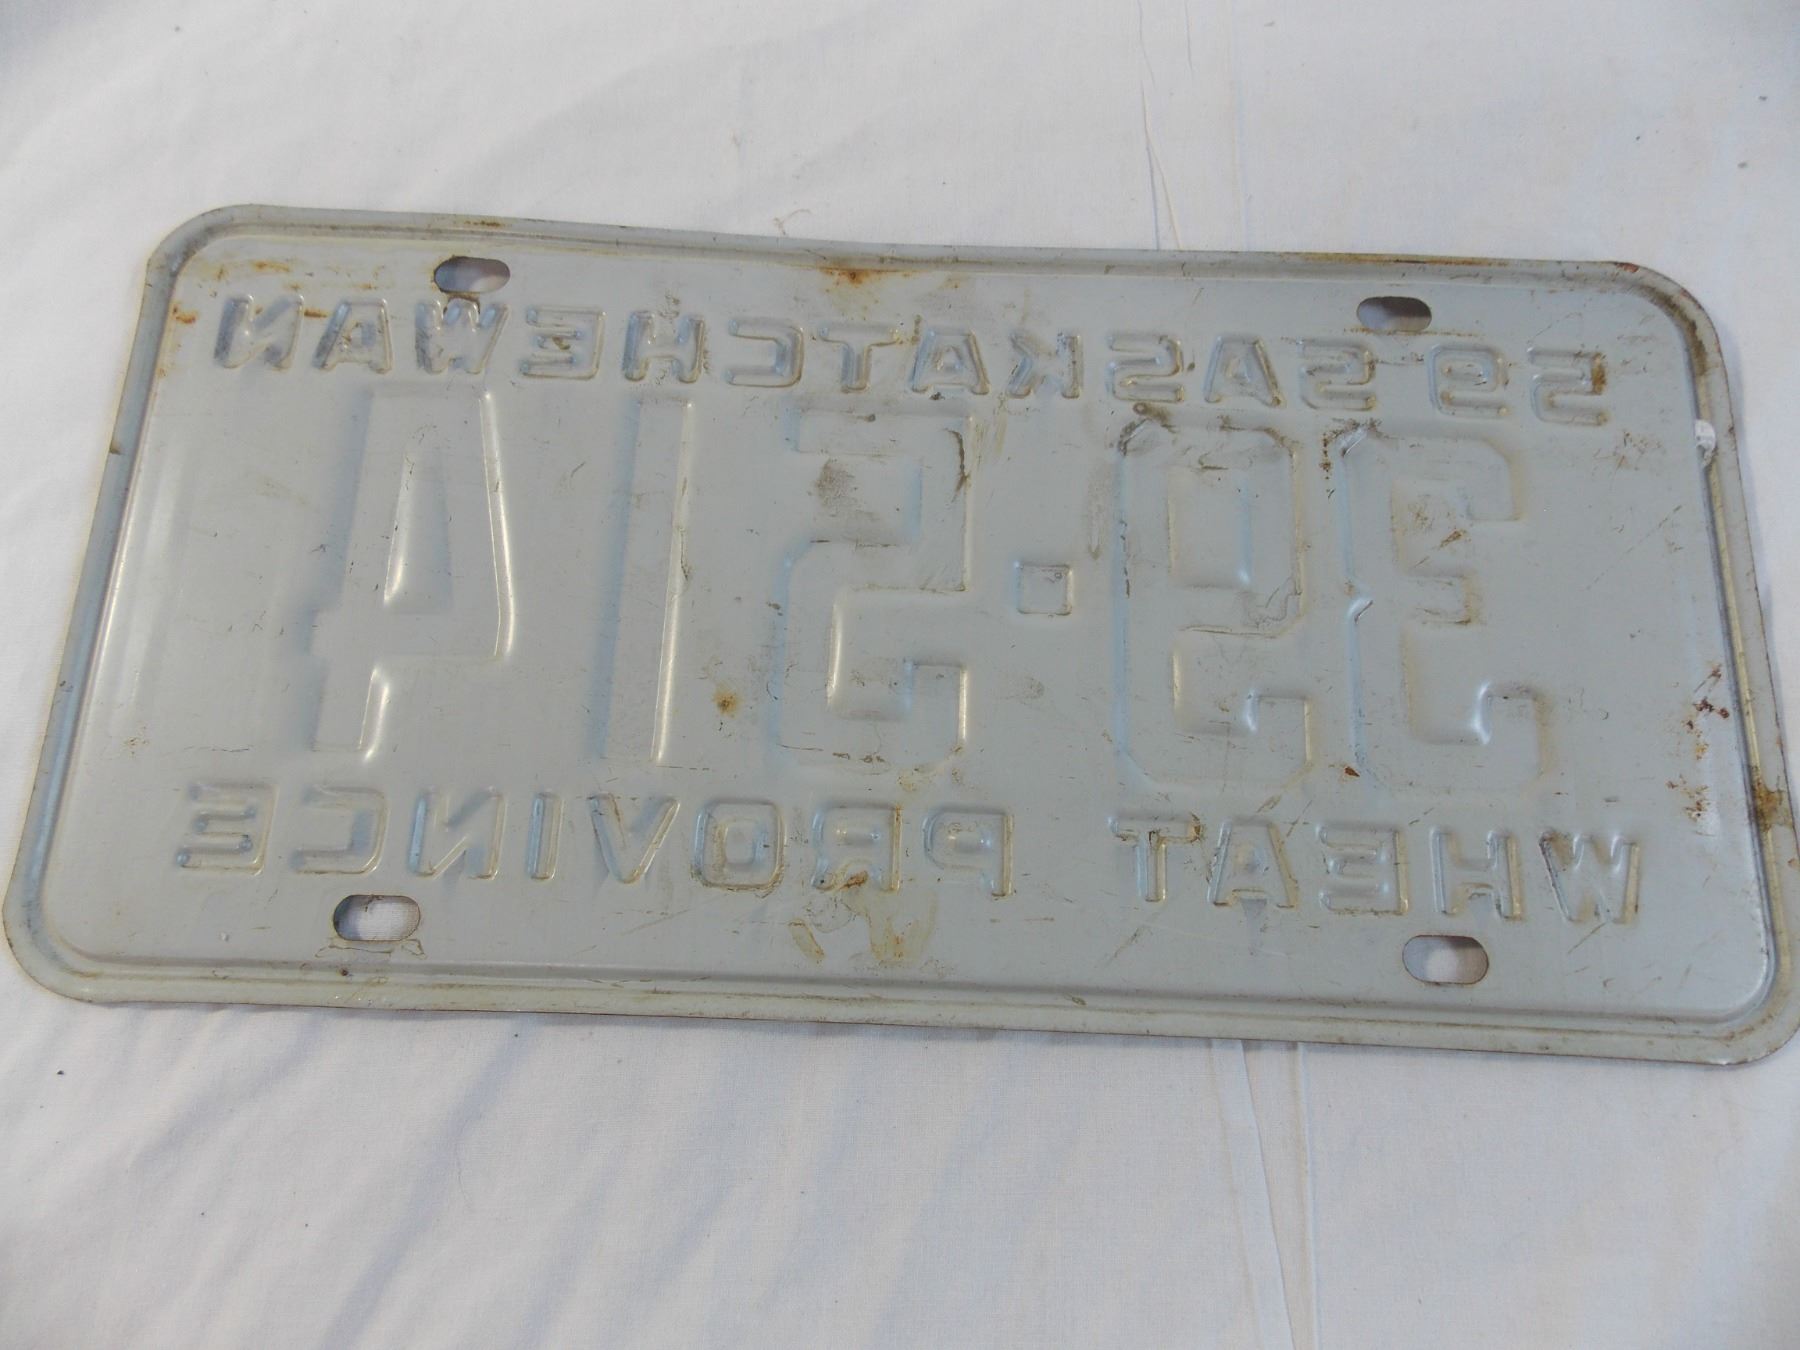 59 SASKATCHEWAN
39·514
WHEAT PROVINCE